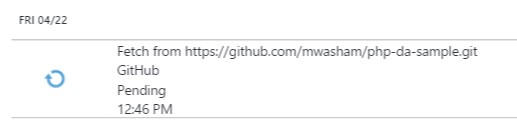 FRI 04/22
Fetch from https://github.com/mwasham/php-da-sample.git
GitHub
Pending
12:46 PM